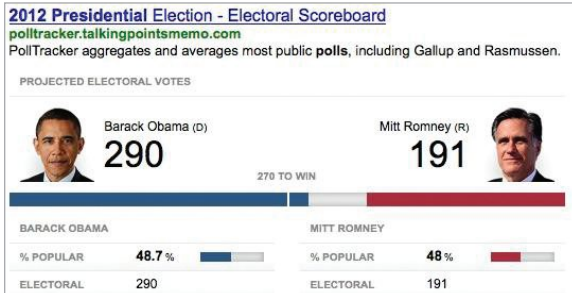 2012 Presidential Election - Electoral Scoreboard
polltracker.talkingpointsmemo.com
PollTracker aggregates and averages most public polls, including Gallup and Rasmussen.
PROJECTED ELECTORAL VOTES
Barack Obama (D)
290
Mitt Romney (R)
191
270 TO WIN
BARACK OBAMA
MITT ROMNEY
% POPULAR 48.7 %
% POPULAR 48 %
ELECTORAL 290
ELECTORAL 191